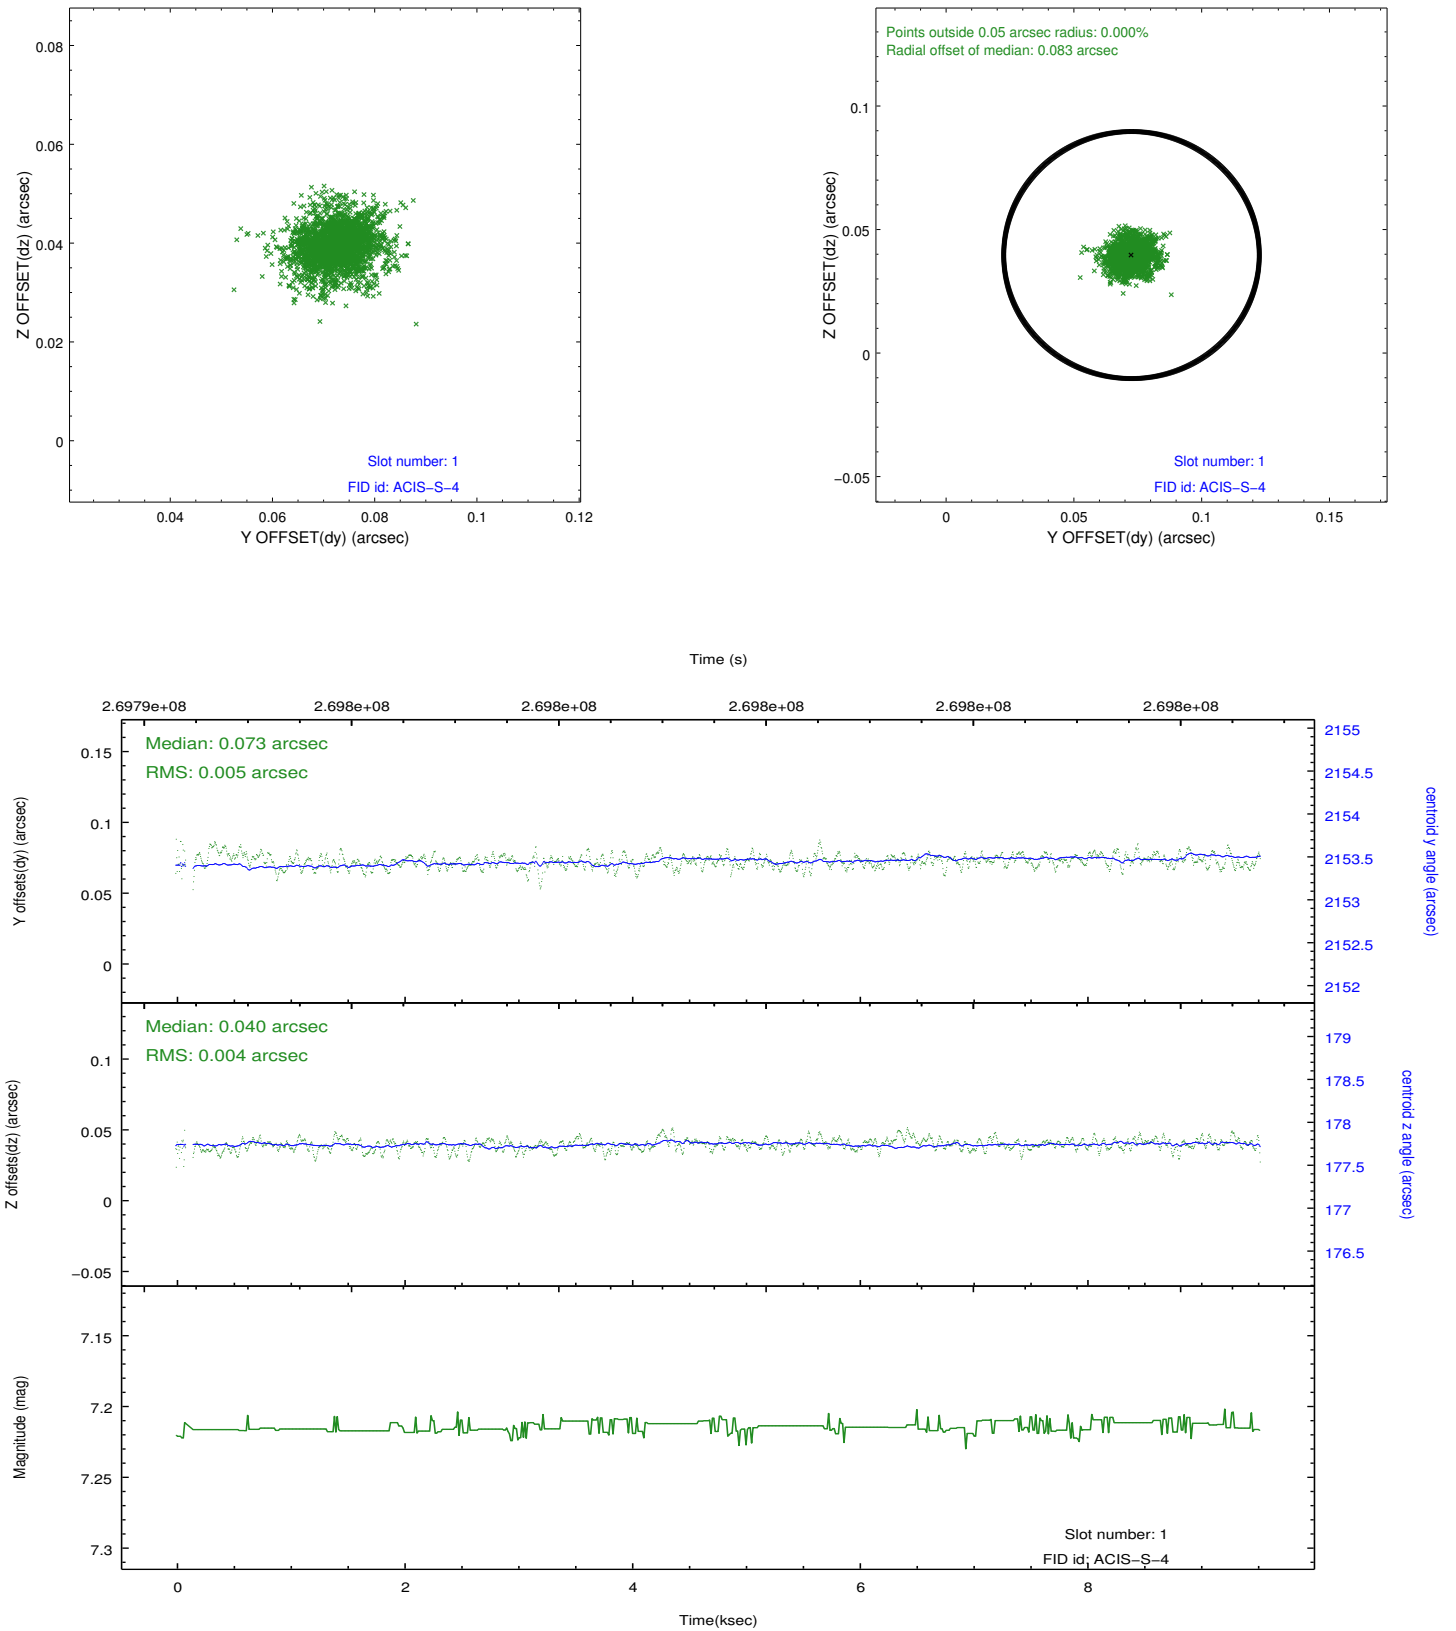 0.08
0.06
0.04
0.02
0
Z OFFSET(dz) (arcsec)
Slot number: 1
FID id: ACIS−S−4
0.04 0.06 0.08 0.1 0.12
Y OFFSET(dy) (arcsec)
Points outside 0.05 arcsec radius: 0.000%
Radial offset of median: 0.083 arcsec
0.1
0.05
0
−0.05
Z OFFSET(dz) (arcsec)
Slot number: 1
FID id: ACIS−S−4
0 0.05 0.1 0.15
Y OFFSET(dy) (arcsec)
Time (s)
2.6979e+08 2.698e+08 2.698e+08 2.698e+08 2.698e+08 2.698e+08
Median: 0.073 arcsec
RMS: 0.005 arcsec
0.15
0.1
0.05
0
Y offsets(dy) (arcsec)
2155
2154.5
2154
2153.5
2153
2152.5
2152
centroid y angle (arcsec)
Median: 0.040 arcsec
RMS: 0.004 arcsec
0.1
0.05
0
−0.05
Z offsets(dz) (arcsec)
179
178.5
178
177.5
177
176.5
centroid z angle (arcsec)
7.15
7.2
7.25
7.3
Magnitude (mag)
Slot number: 1
FID id: ACIS−S−4
0 2 4 6 8
Time(ksec)